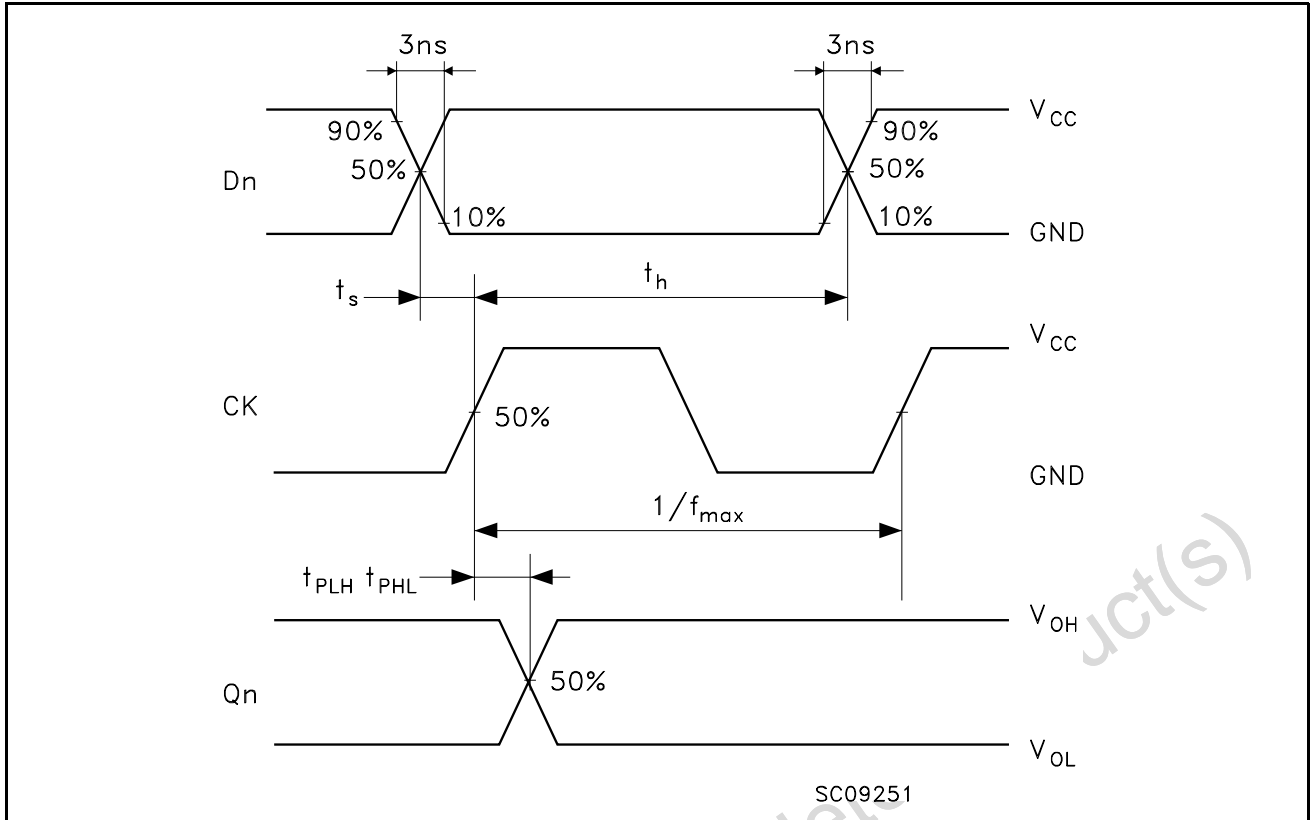 3ns 3ns
90% 90% V_CC
50% 50%
Dn
10% 10% GND
t_s t_h
V_CC
CK 50%
GND
1/f_max
t_PLH t_PHL
V_OH
50%
Qn
V_OL
SC09251
uct(s)